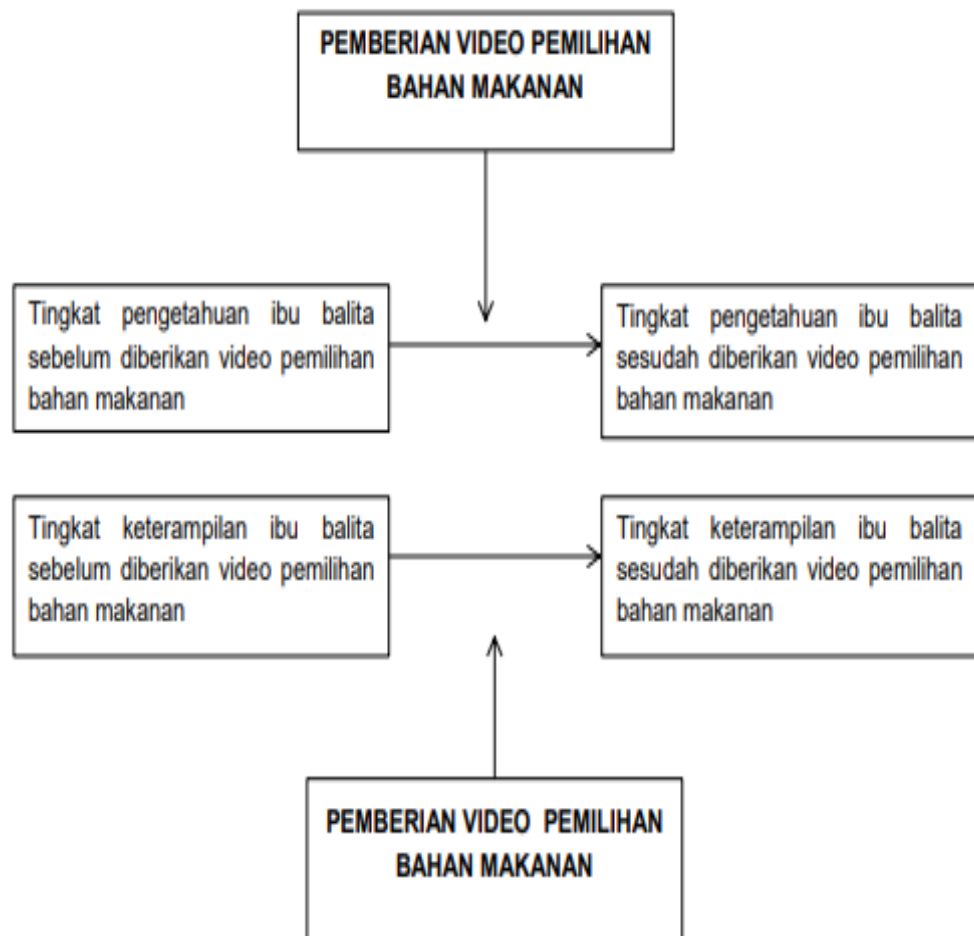 PEMBERIAN VIDEO PEMILIHAN
BAHAN MAKANAN
Tingkat pengetahuan ibu balita
sebelum diberikan video pemilihan
bahan makanan
Tingkat pengetahuan ibu balita
sesudah diberikan video pemilihan
bahan makanan
Tingkat keterampilan ibu balita
sebelum diberikan video pemilihan
bahan makanan
Tingkat keterampilan ibu balita
sesudah diberikan video pemilihan
bahan makanan
PEMBERIAN VIDEO PEMILIHAN
BAHAN MAKANAN